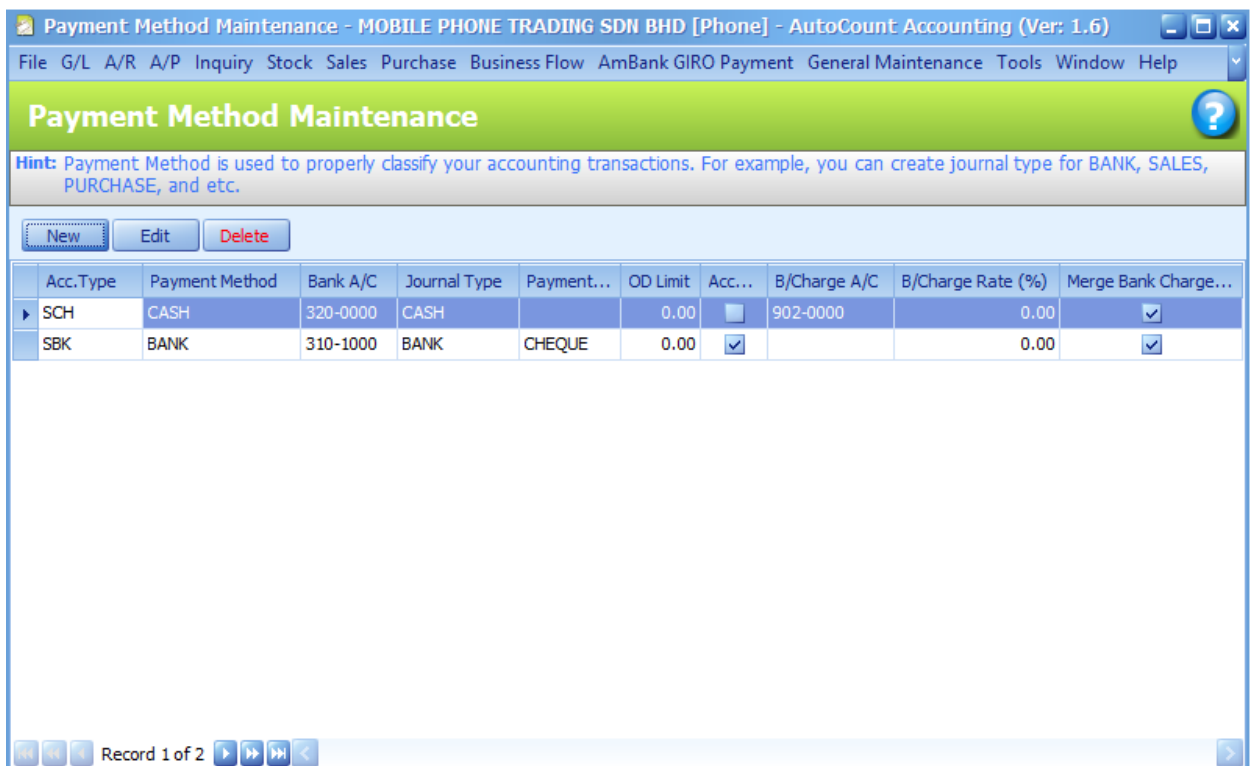 Payment Method Maintenance - MOBILE PHONE TRADING SDN BHD [Phone] - AutoCount Accounting (Ver: 1.6)
File G/L A/R A/P Inquiry Stock Sales Purchase Business Flow AmBank GIRO Payment General Maintenance Tools Window Help
Payment Method Maintenance
?
Hint: Payment Method is used to properly classify your accounting transactions. For example, you can create journal type for BANK, SALES,
PURCHASE, and etc.
New Edit Delete
Acc.Type Payment Method Bank A/C Journal Type Payment... OD Limit Acc... B/Charge A/C B/Charge Rate (%) Merge Bank Charge...
SCH CASH 320-0000 CASH 0.00 902-0000 0.00
SBK BANK 310-1000 BANK CHEQUE 0.00 0.00
Record 1 of 2